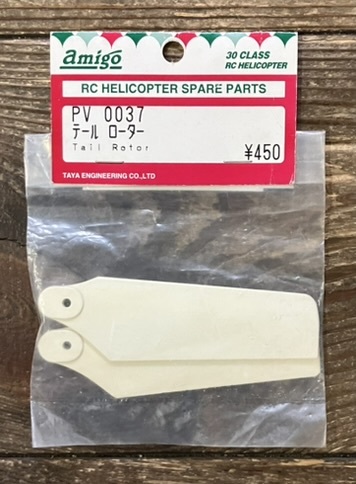 amigo
30 CLASS
RC HELICOPTER
RC HELICOPTER SPARE PARTS
PV 0037
テール ローター
Tail Rotor
¥450
TAYA ENGINEERING CO.,LTD